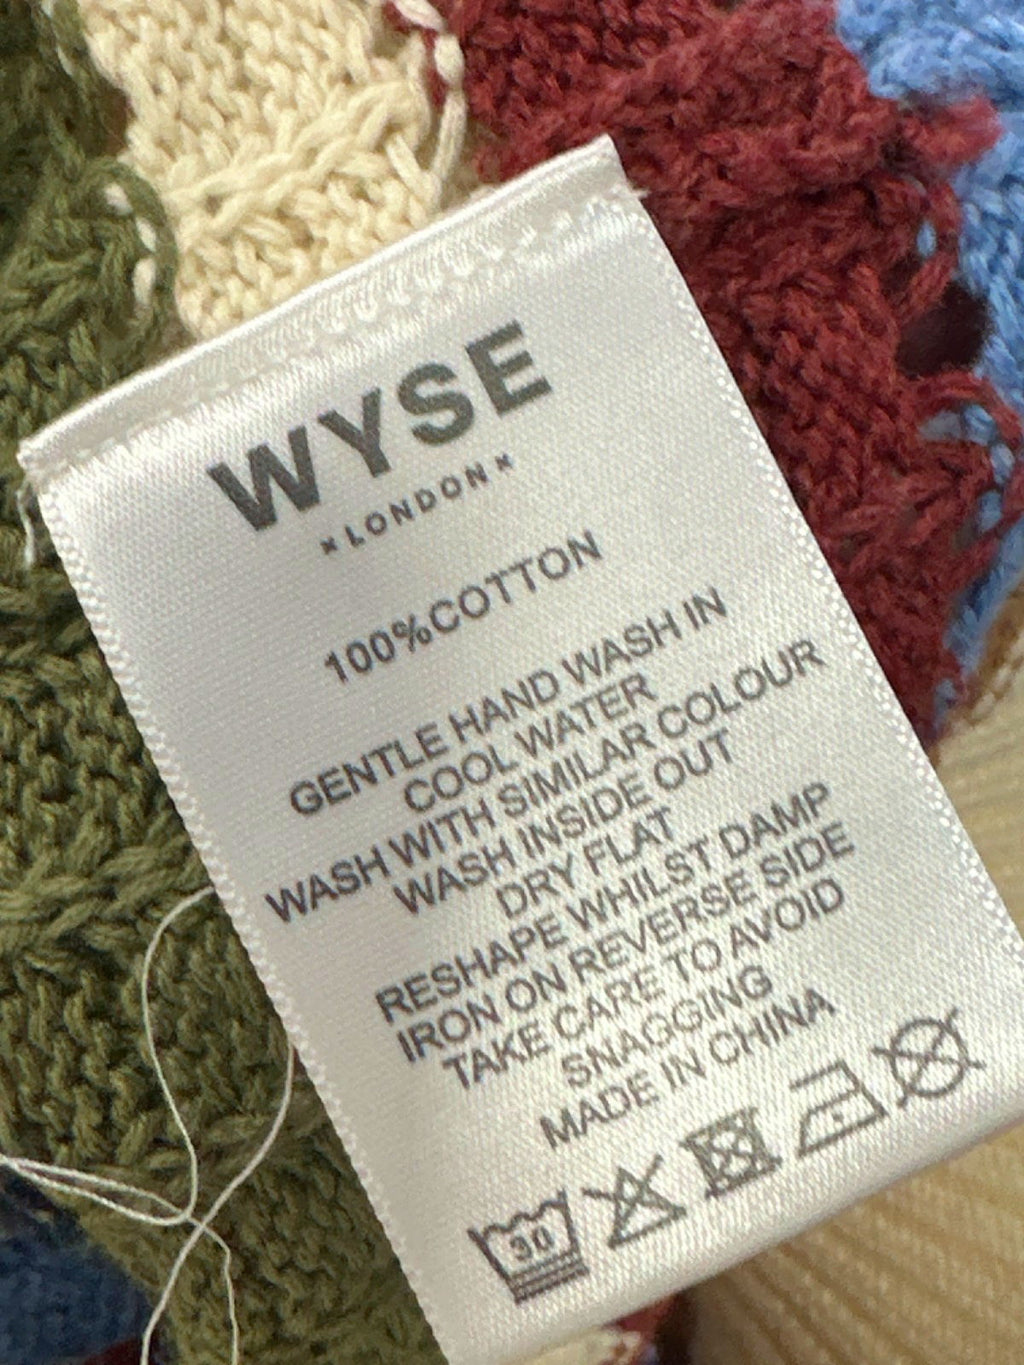 WYSE
×LONDON×
100%COTTON
GENTLE HAND WASH IN
COOL WATER
WASH WITH SIMILAR COLOUR
WASH INSIDE OUT
DRY FLAT
RESHAPE WHILST DAMP
IRON ON REVERSE SIDE
TAKE CARE TO AVOID
SNAGGING
MADE IN CHINA
30